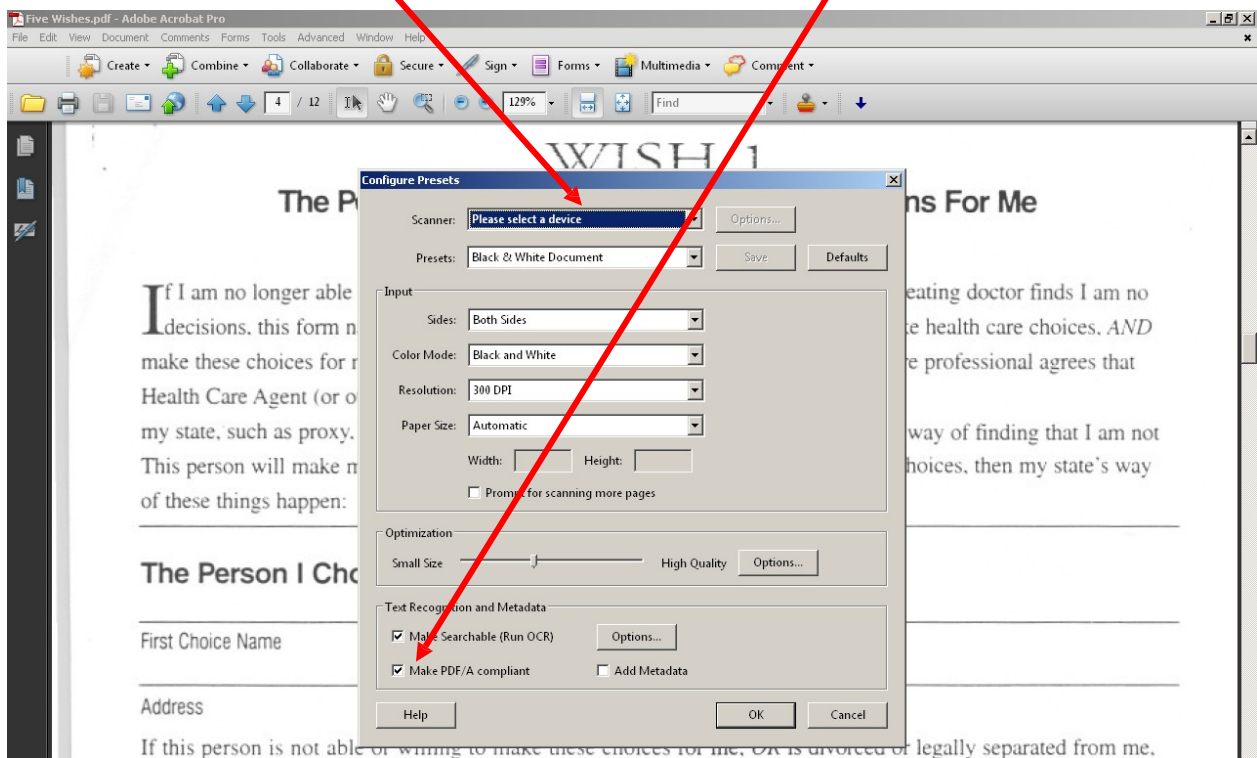 Five Wishes.pdf - Adobe Acrobat Pro
File Edit View Document Comments Forms Tools Advanced Window Help
Create Combine Collaborate Secure Sign Forms Multimedia Comment
4 / 12 129% Find
WISH 1
Configure Presets
The P ns For Me
Scanner: Please select a device Options...
Presets: Black & White Document Save Defaults
Input
If I am no longer able eating doctor finds I am no
Sides: Both Sides
decisions, this form health care choices, AND
Color Mode: Black and White
make these choices for professional agrees that
Resolution: 300 DPI
Health Care Agent (or
Paper Size: Automatic
my state, such as proxy, way of finding that I am not
Width: Height:
This person will make hoices, then my state's way
Prompt for scanning more pages
of these things happen:
Optimization
Small Size High Quality Options...
The Person I Cho
Text Recognition and Metadata
Make Searchable (Run OCR) Options...
First Choice Name
Make PDF/A compliant Add Metadata
Address
Help OK Cancel
If this person is not able or willing to make these choices for me, OR is divorced or legally separated from me,